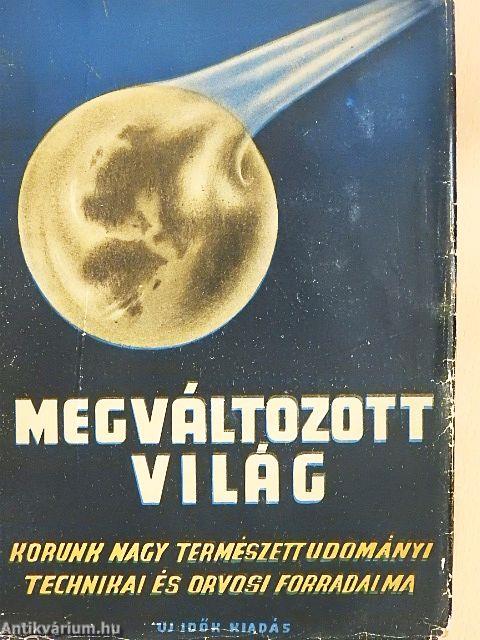 MEGVÁLTOZOTT
VILÁG
KORUNK NAGY TERMÉSZETTUDOMÁNYI
TECHNIKAI ÉS ORVOSI FORRADALMA
UJ IDŐK KIADÁS
Antikvárium.hu